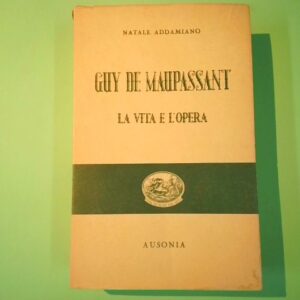 NATALE ADDAMIANO
GUY DE MAUPASSANT
LA VITA E L'OPERA
AUSONIA